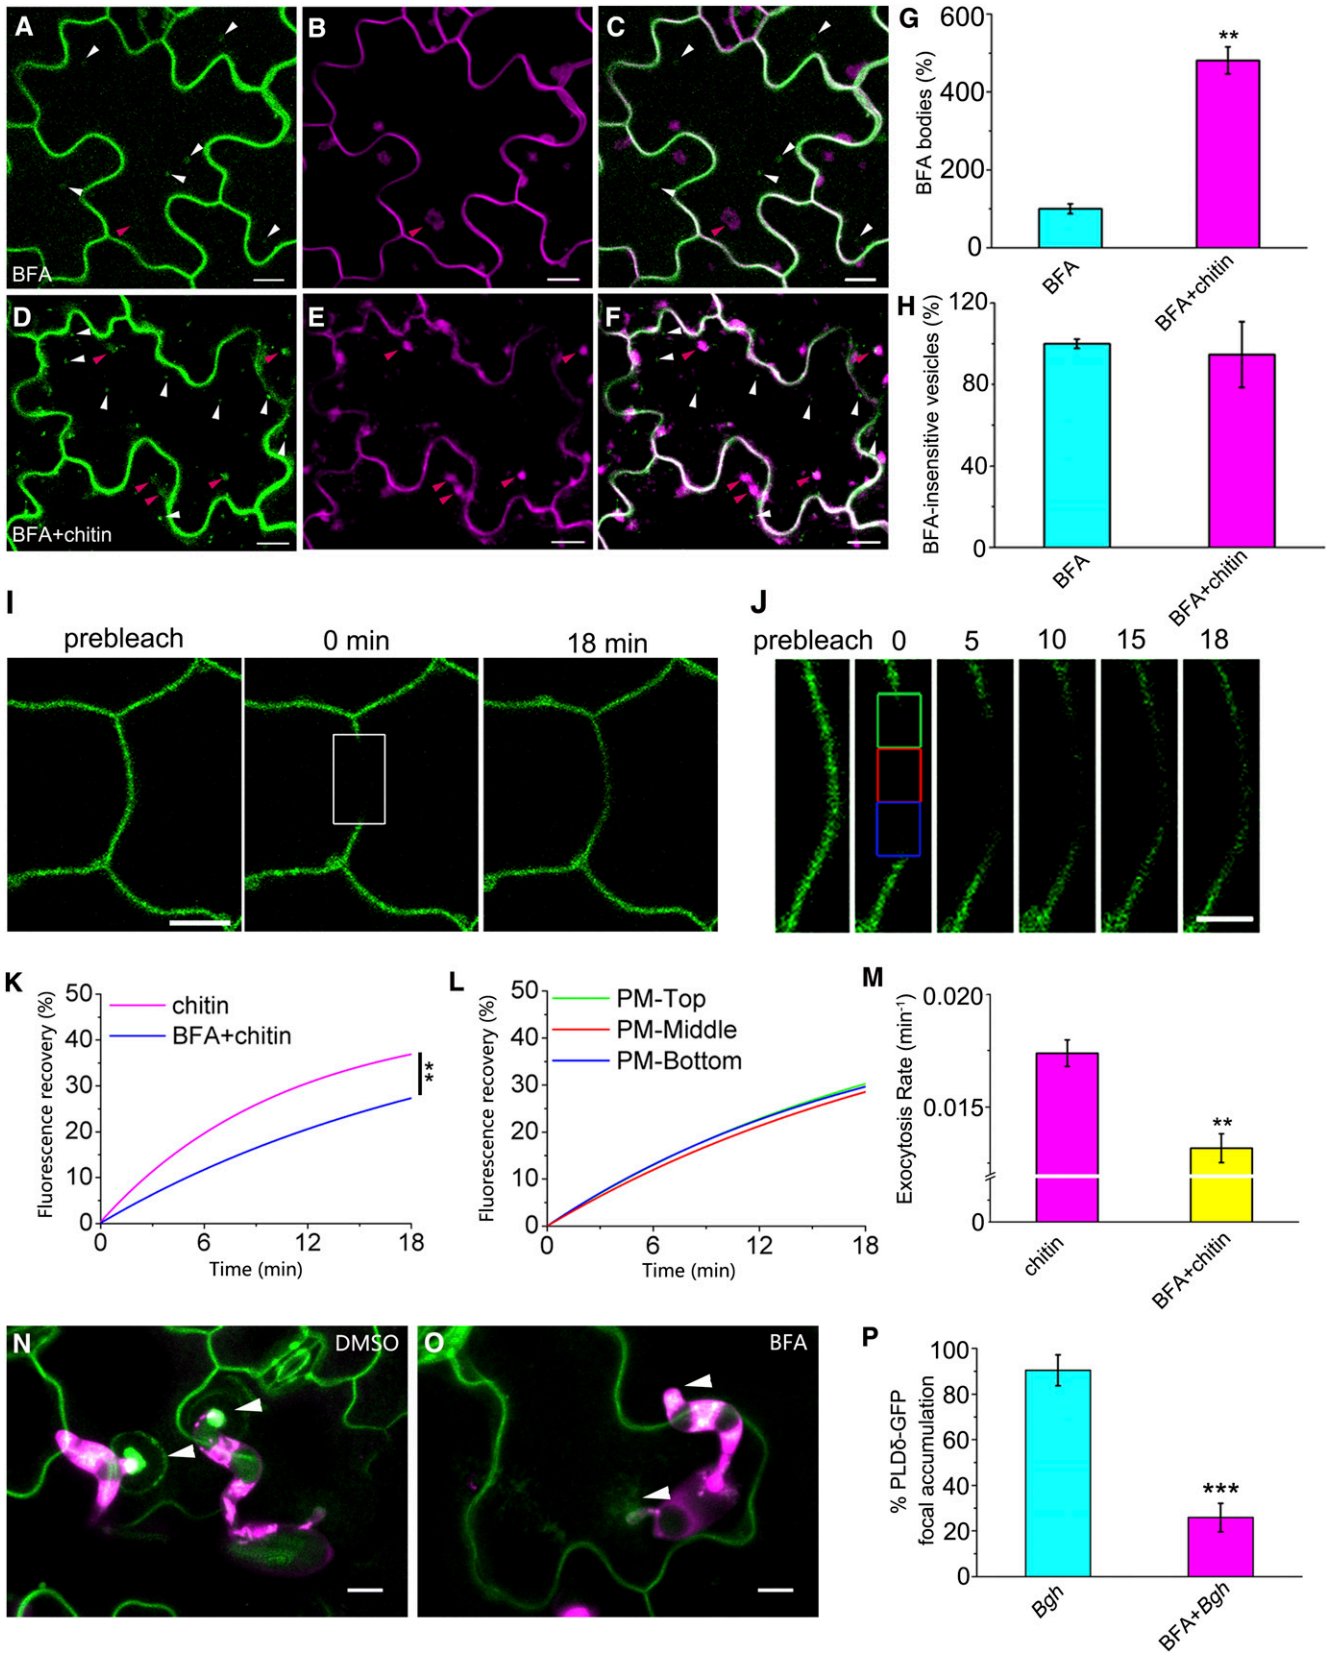 A
BFA
B
C
D
BFA+chitin
E
F
G
BFA bodies (%)
600
400
200
0
**
BFA
BFA+chitin
H
BFA-insensitive vesicles (%)
120
80
40
0
BFA
BFA+chitin
I
prebleach 0 min 18 min
J
prebleach 0 5 10 15 18
K
Fluorescence recovery (%)
50
40
30
20
10
0
chitin
BFA+chitin
**
0 6 12 18
Time (min)
L
Fluorescence recovery (%)
50
40
30
20
10
0
PM-Top
PM-Middle
PM-Bottom
0 6 12 18
Time (min)
M
Exocytosis Rate (min⁻¹)
0.020
0.015
0
**
chitin
BFA+chitin
N
DMSO
O
BFA
P
% PLDδ-GFP
focal accumulation
100
80
60
40
20
0
***
Bgh
BFA+Bgh